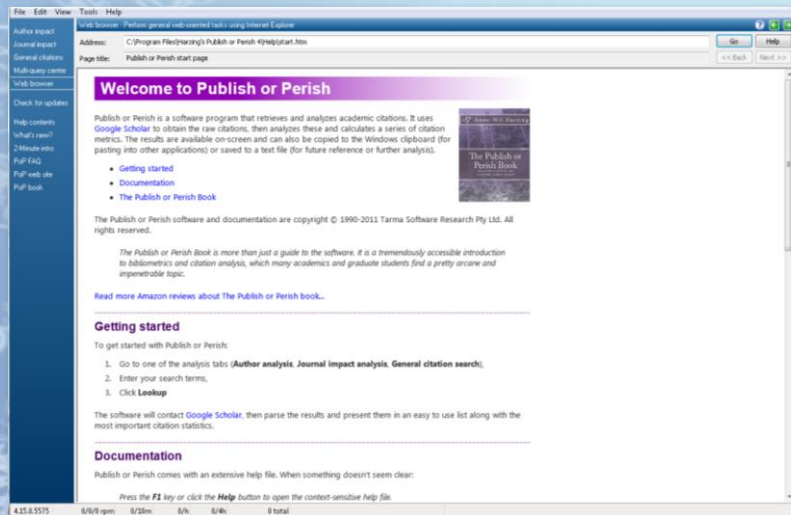 File Edit View Tools Help
Author impact
Journal impact
General citations
Multi-query center
Web browser
Check for updates
Help contents
What's new?
2-Minute intro
PoP FAQ
PoP web site
PoP book
Web browser - Perform general web-oriented tasks using Internet Explorer
Address: C:\Program Files\Harzing's Publish or Perish 4\Help\start.htm Go Help
Page title: Publish or Perish start page << Back Next >>
Welcome to Publish or Perish
Publish or Perish is a software program that retrieves and analyzes academic citations. It uses
Google Scholar to obtain the raw citations, then analyzes these and calculates a series of citation
metrics. The results are available on-screen and can also be copied to the Windows clipboard (for
pasting into other applications) or saved to a text file (for future reference or further analysis).
Anne-Wil Harzing
The Publish or
Perish Book
• Getting started
• Documentation
• The Publish or Perish Book
The Publish or Perish software and documentation are copyright © 1990-2011 Tarma Software Research Pty Ltd. All
rights reserved.
The Publish or Perish Book is more than just a guide to the software. It is a tremendously accessible introduction
to bibliometrics and citation analysis, which many academics and graduate students find a pretty arcane and
impenetrable topic.
Read more Amazon reviews about The Publish or Perish book...
Getting started
To get started with Publish or Perish:
1. Go to one of the analysis tabs (Author analysis, Journal impact analysis, General citation search),
2. Enter your search terms,
3. Click Lookup
The software will contact Google Scholar, then parse the results and present them in an easy to use list along with the
most important citation statistics.
Documentation
Publish or Perish comes with an extensive help file. When something doesn't seem clear:
Press the F1 key or click the Help button to open the context-sensitive help file.
4.15.0.5575 0/0/0 rpm 0/10m 0/h 0/4h 0 total